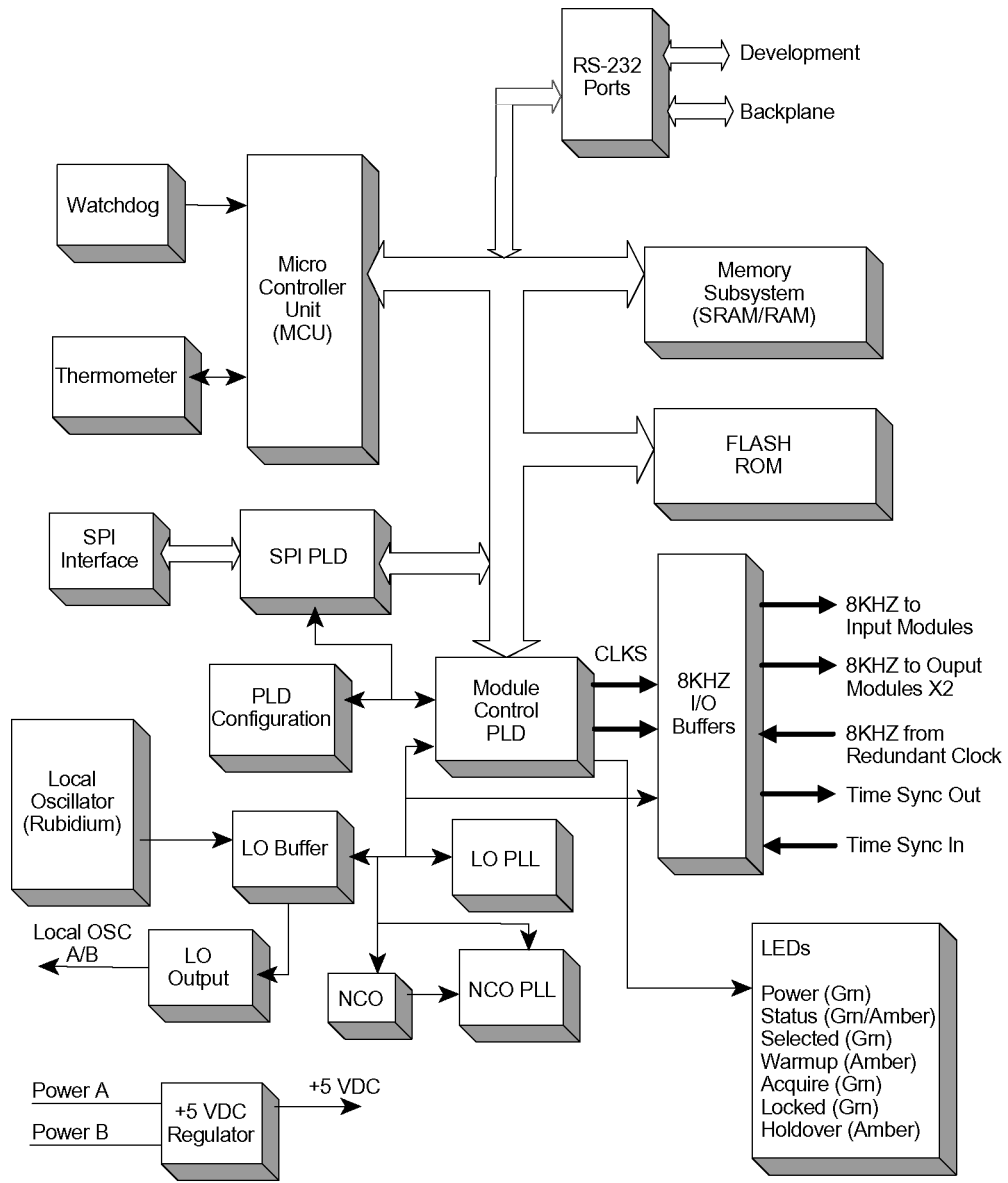 RS-232
Ports
Development
Backplane
Watchdog
Micro
Controller
Unit
(MCU)
Memory
Subsystem
(SRAM/RAM)
Thermometer
FLASH
ROM
SPI
Interface
SPI PLD
8KHZ to
Input Modules
CLKS
8KHZ to Ouput
Modules X2
PLD
Configuration
Module
Control
PLD
8KHZ
I/O
Buffers
8KHZ from
Redundant Clock
Local
Oscillator
(Rubidium)
Time Sync Out
LO Buffer
LO PLL
Time Sync In
Local OSC
A/B
LO
Output
NCO
NCO PLL
LEDs
Power (Grn)
Status (Grn/Amber)
Selected (Grn)
Warmup (Amber)
Acquire (Grn)
Locked (Grn)
Holdover (Amber)
Power A
Power B
+5 VDC
Regulator
+5 VDC